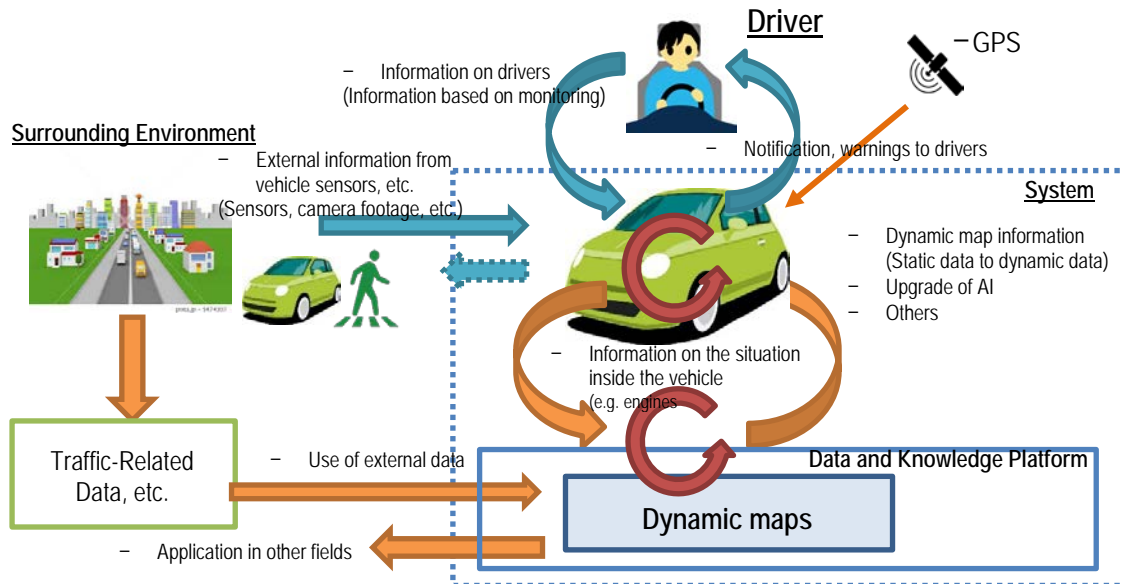 Driver
– GPS
– Information on drivers
(Information based on monitoring)
Surrounding Environment
– External information from
vehicle sensors, etc.
(Sensors, camera footage, etc.)
– Notification, warnings to drivers
System
– Dynamic map information
(Static data to dynamic data)
– Upgrade of AI
– Others
– Information on the situation
inside the vehicle
(e.g. engines
Traffic-Related
Data, etc.
– Use of external data
Data and Knowledge Platform
Dynamic maps
– Application in other fields